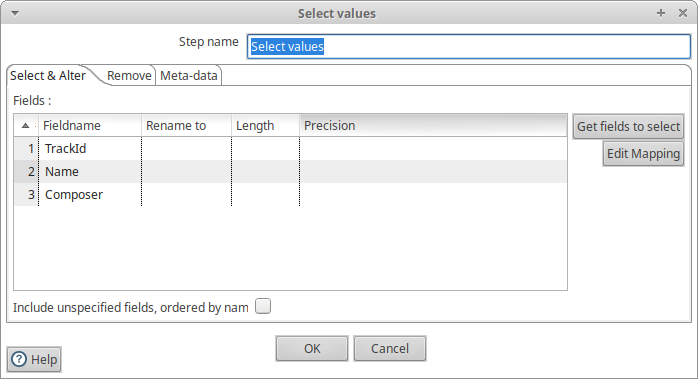 Select values
Step name Select values
Select & Alter Remove Meta-data
Fields :
Fieldname Rename to Length Precision
1 TrackId
2 Name
3 Composer
Get fields to select
Edit Mapping
Include unspecified fields, ordered by nam
OK Cancel
Help